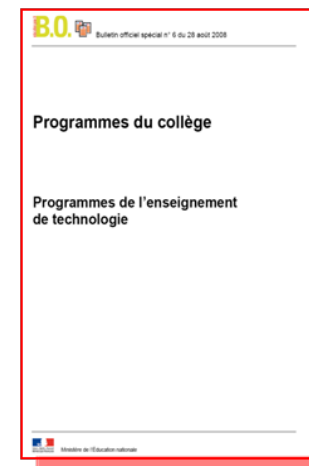 B.O. Bulletin officiel spécial n° 6 du 28 août 2008
Programmes du collège
Programmes de l'enseignement
de technologie
Ministère de l'Éducation nationale